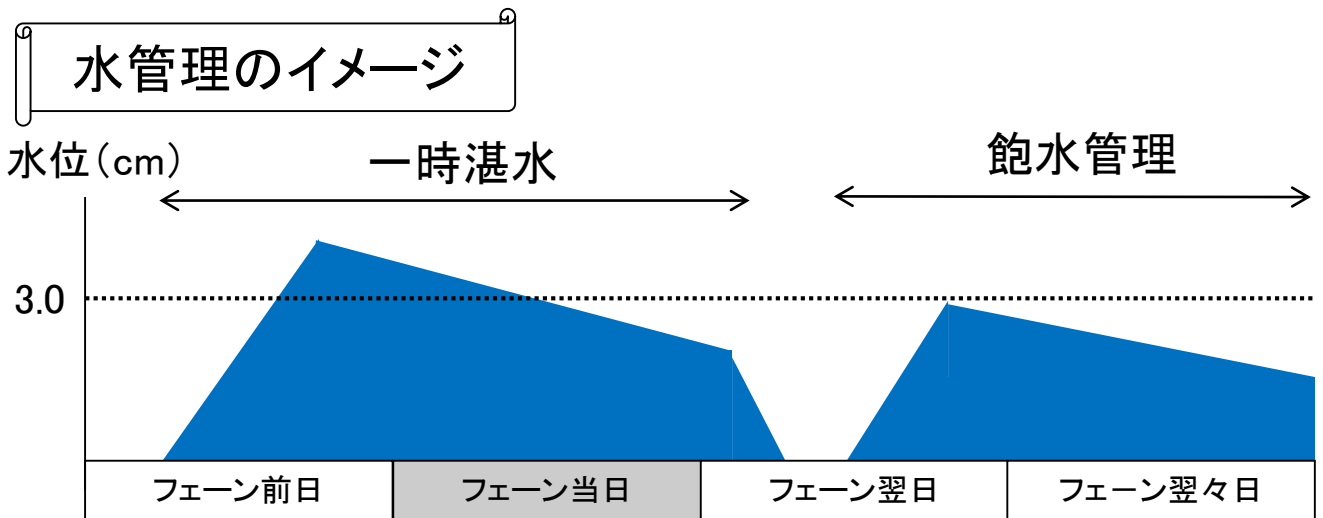 水管理のイメージ
水位(cm)
一時湛水
飽水管理
3.0
フェーン前日
フェーン当日
フェーン翌日
フェーン翌々日